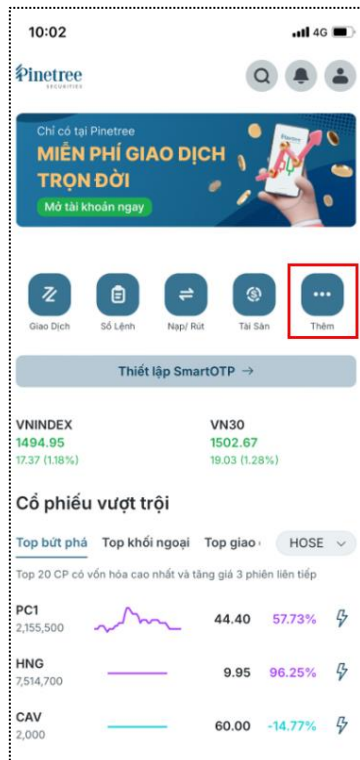 10:02
4G
Pinetree
SECURITIES
Chỉ có tại Pinetree
MIỄN PHÍ GIAO DỊCH
TRỌN ĐỜI
Mở tài khoản ngay
Giao Dịch
Sổ Lệnh
Nạp/ Rút
Tài Sản
Thêm
Thiết lập SmartOTP →
VNINDEX
VN30
1494.95
1502.67
17.37 (1.18%)
19.03 (1.28%)
Cổ phiếu vượt trội
Top bứt phá Top khối ngoại Top giao
HOSE
Top 20 CP có vốn hóa cao nhất và tăng giá 3 phiên liên tiếp
PC1
2,155,500
44.40 57.73%
HNG
7,514,700
9.95 96.25%
CAV
2,000
60.00 -14.77%